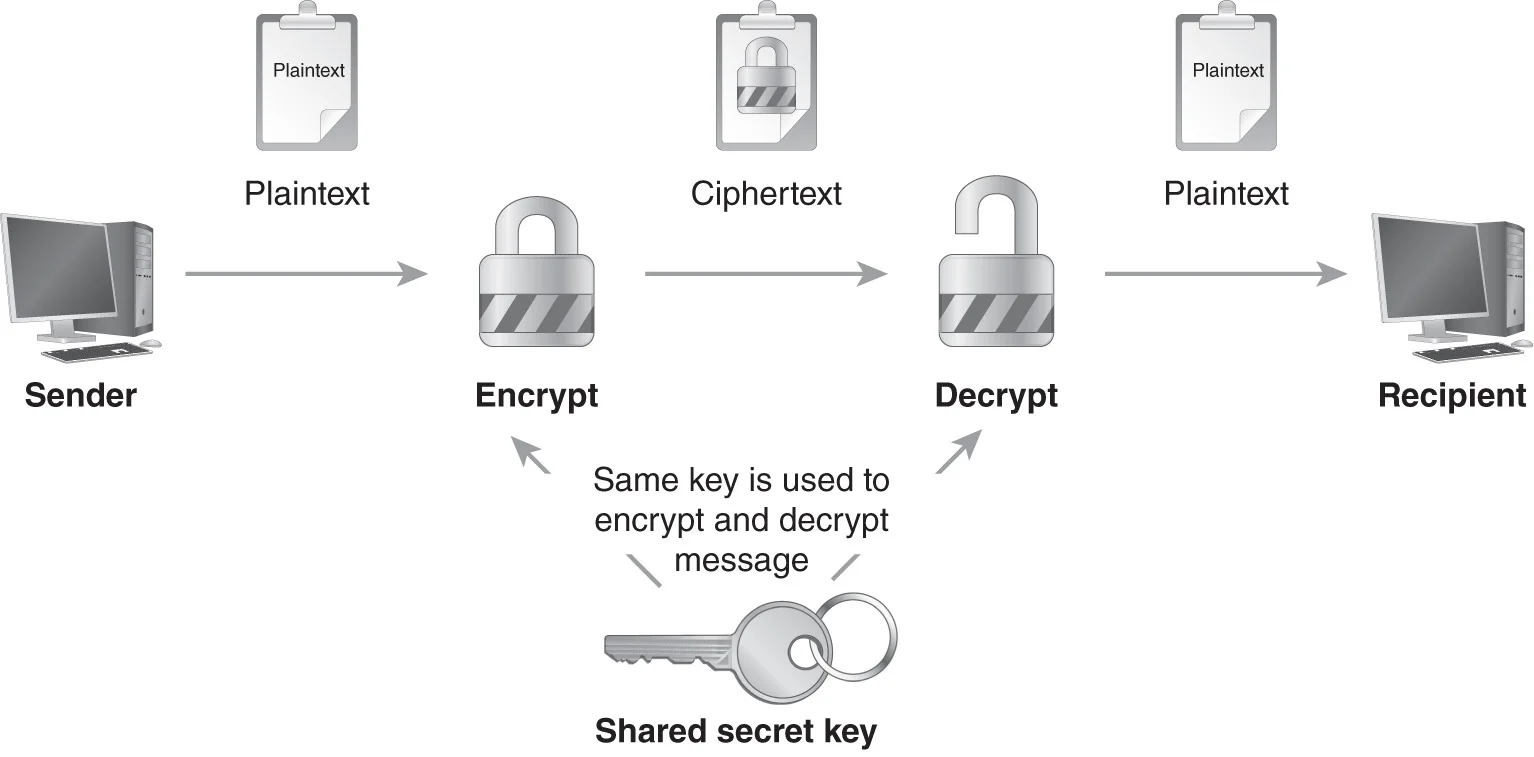 Plaintext
Plaintext
Plaintext
Ciphertext
Plaintext
Sender
Encrypt
Decrypt
Recipient
Same key is used to
encrypt and decrypt
message
Shared secret key
Plaintext